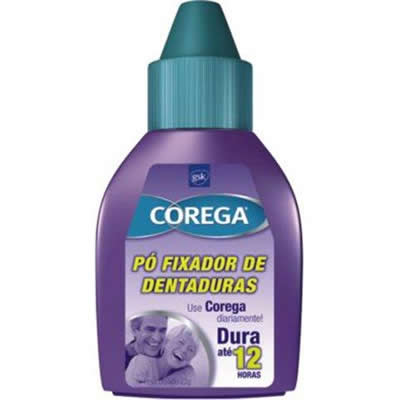 gsk
COREGA
PÓ FIXADOR DE
DENTADURAS
Use Corega
diariamente!
Dura
até 12
HORAS